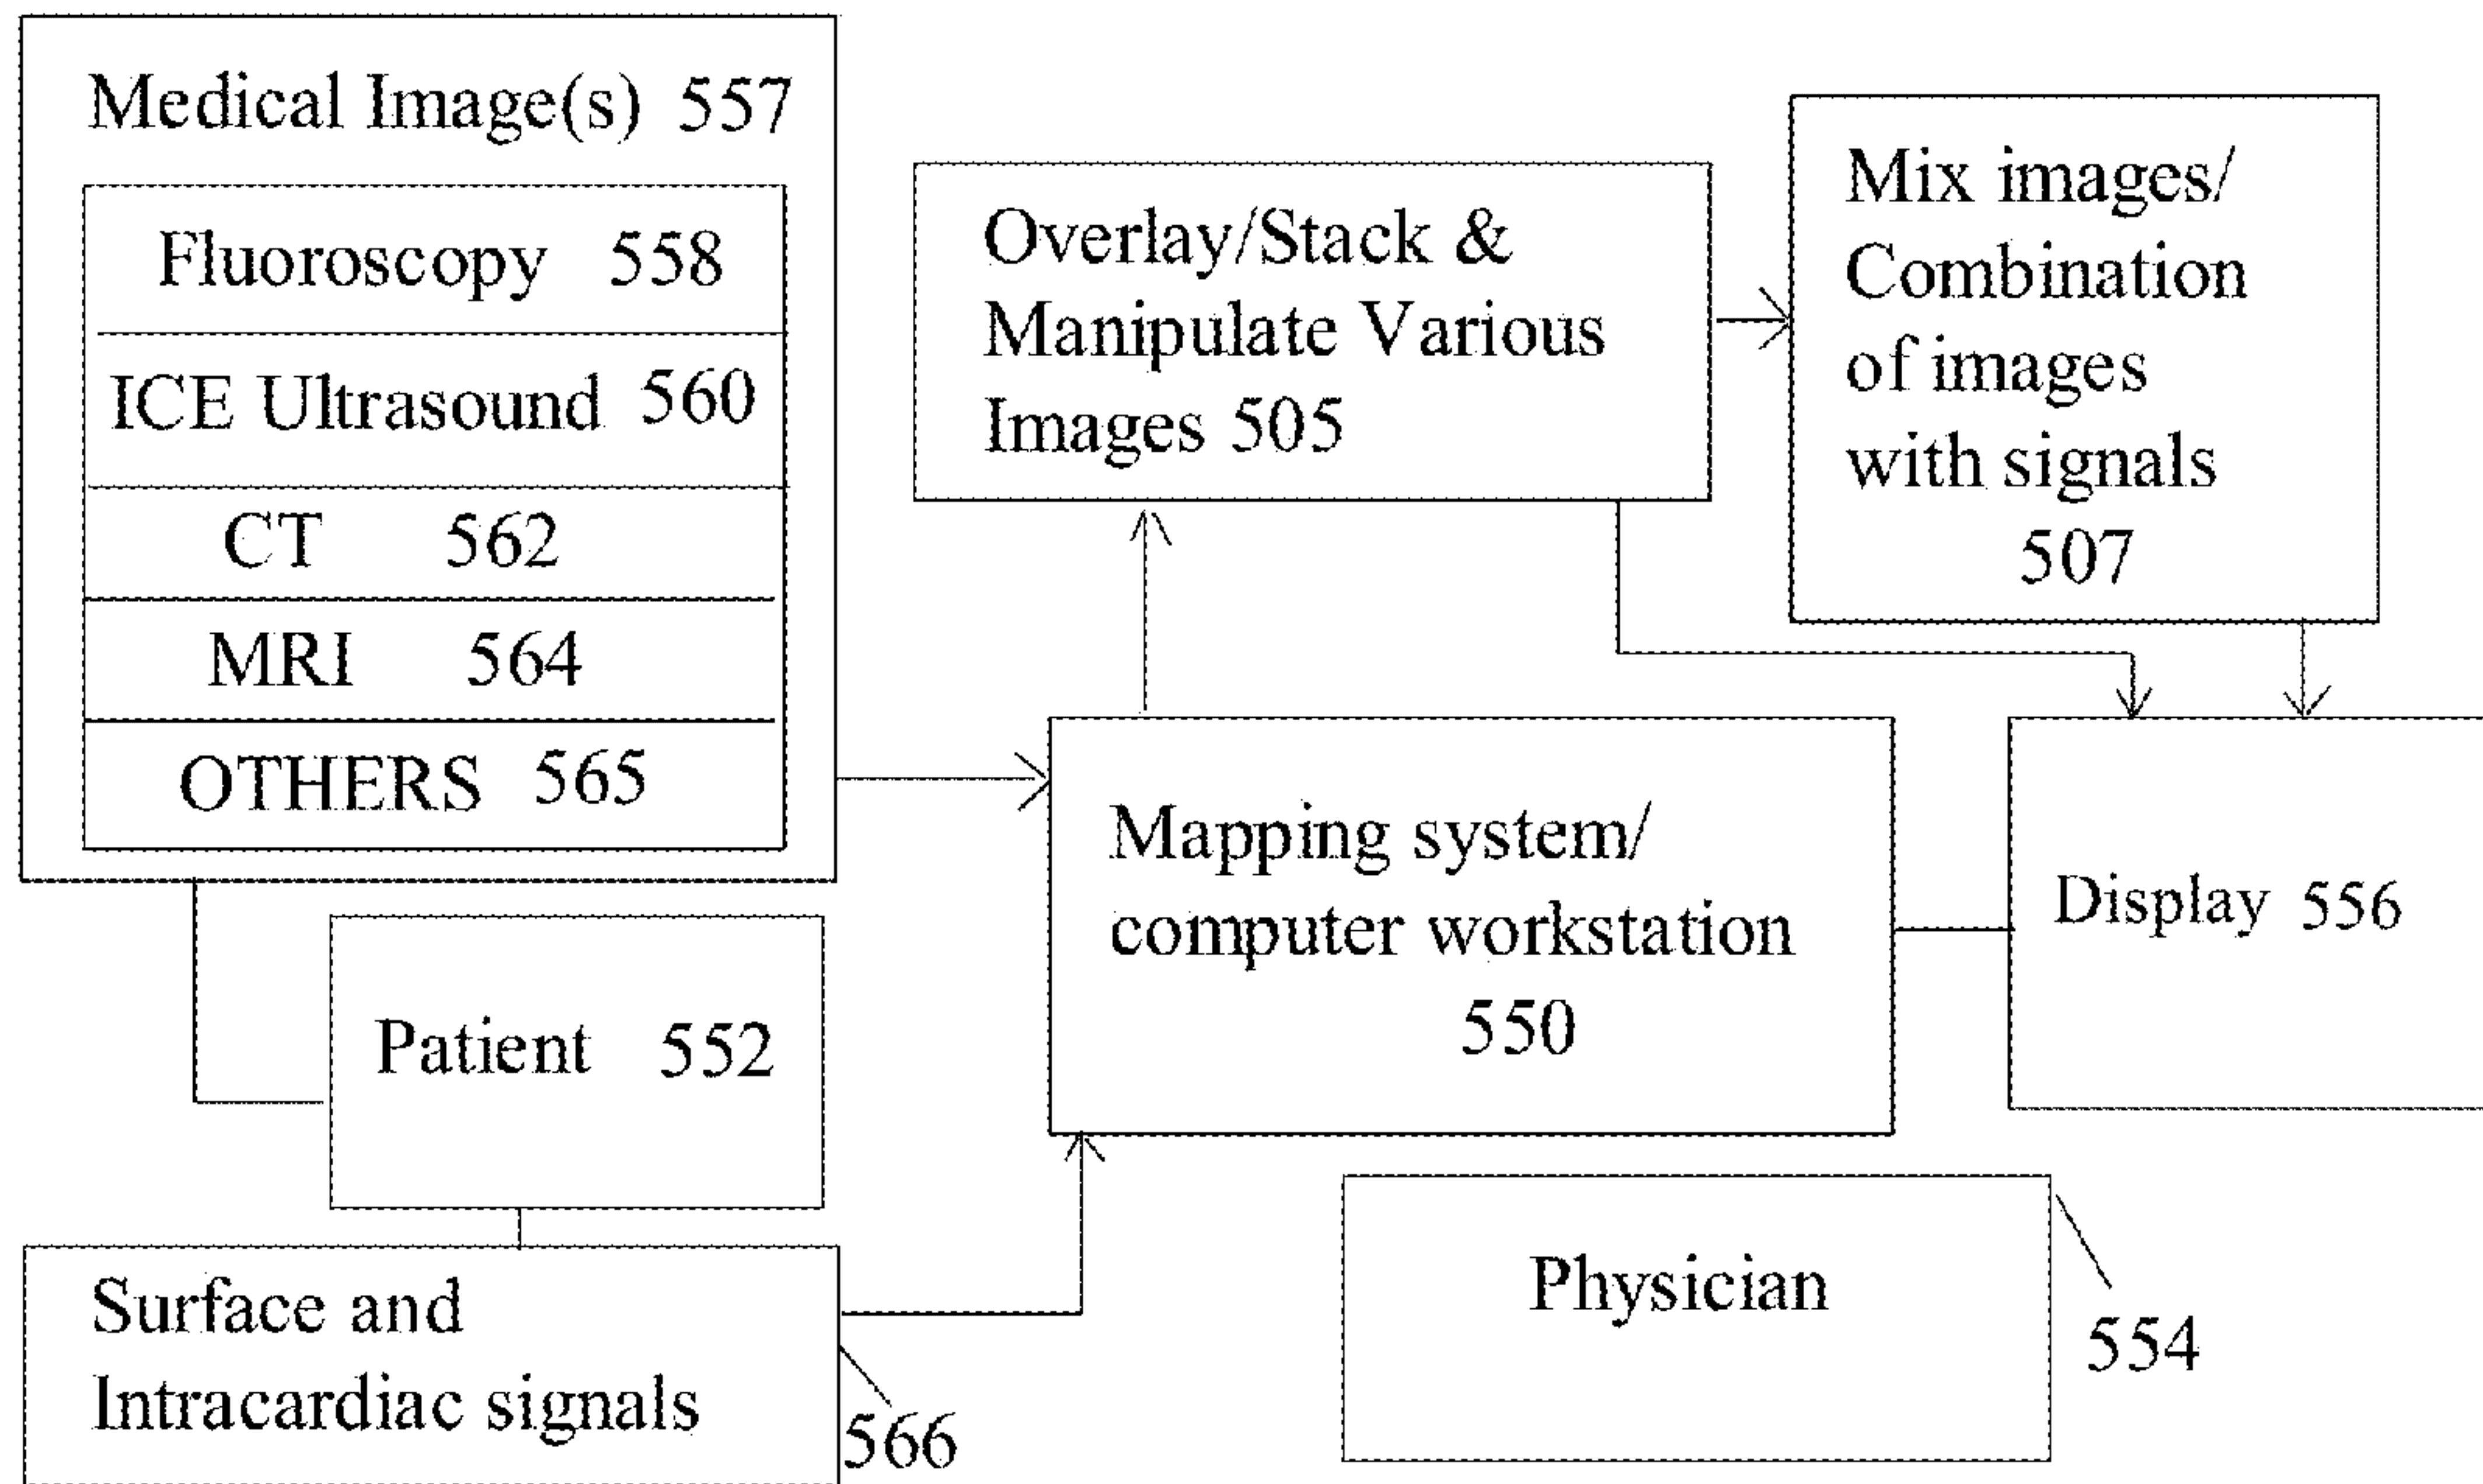 Medical Image(s) 557
Fluoroscopy 558
ICE Ultrasound 560
CT 562
MRI 564
OTHERS 565
Overlay/Stack &
Manipulate Various
Images 505
Mix images/
Combination
of images
with signals
507
Mapping system/
computer workstation
550
Display 556
Patient 552
Surface and
Intracardiac signals
566
Physician
554